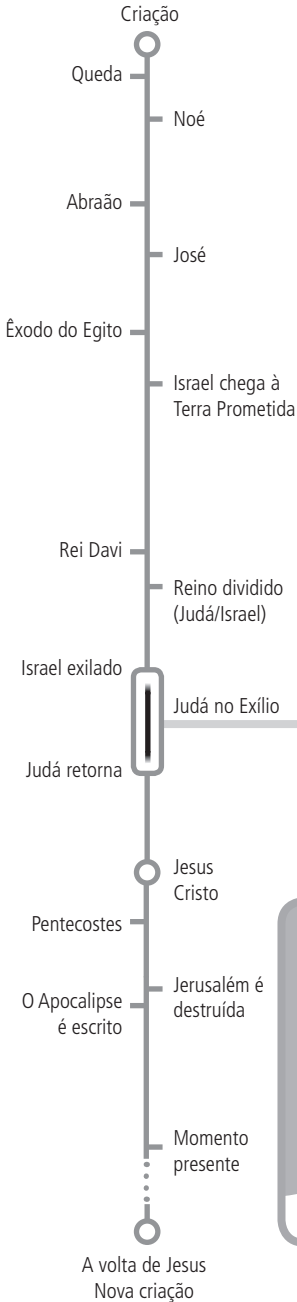 Criação
Queda
Noé
Abraão
José
Êxodo do Egito
Israel chega à
Terra Prometida
Rei Davi
Reino dividido
(Judá/Israel)
Israel exilado
Judá no Exílio
Judá retorna
Jesus
Cristo
Pentecostes
Jerusalém é
destruída
O Apocalipse
é escrito
Momento
presente
A volta de Jesus
Nova criação